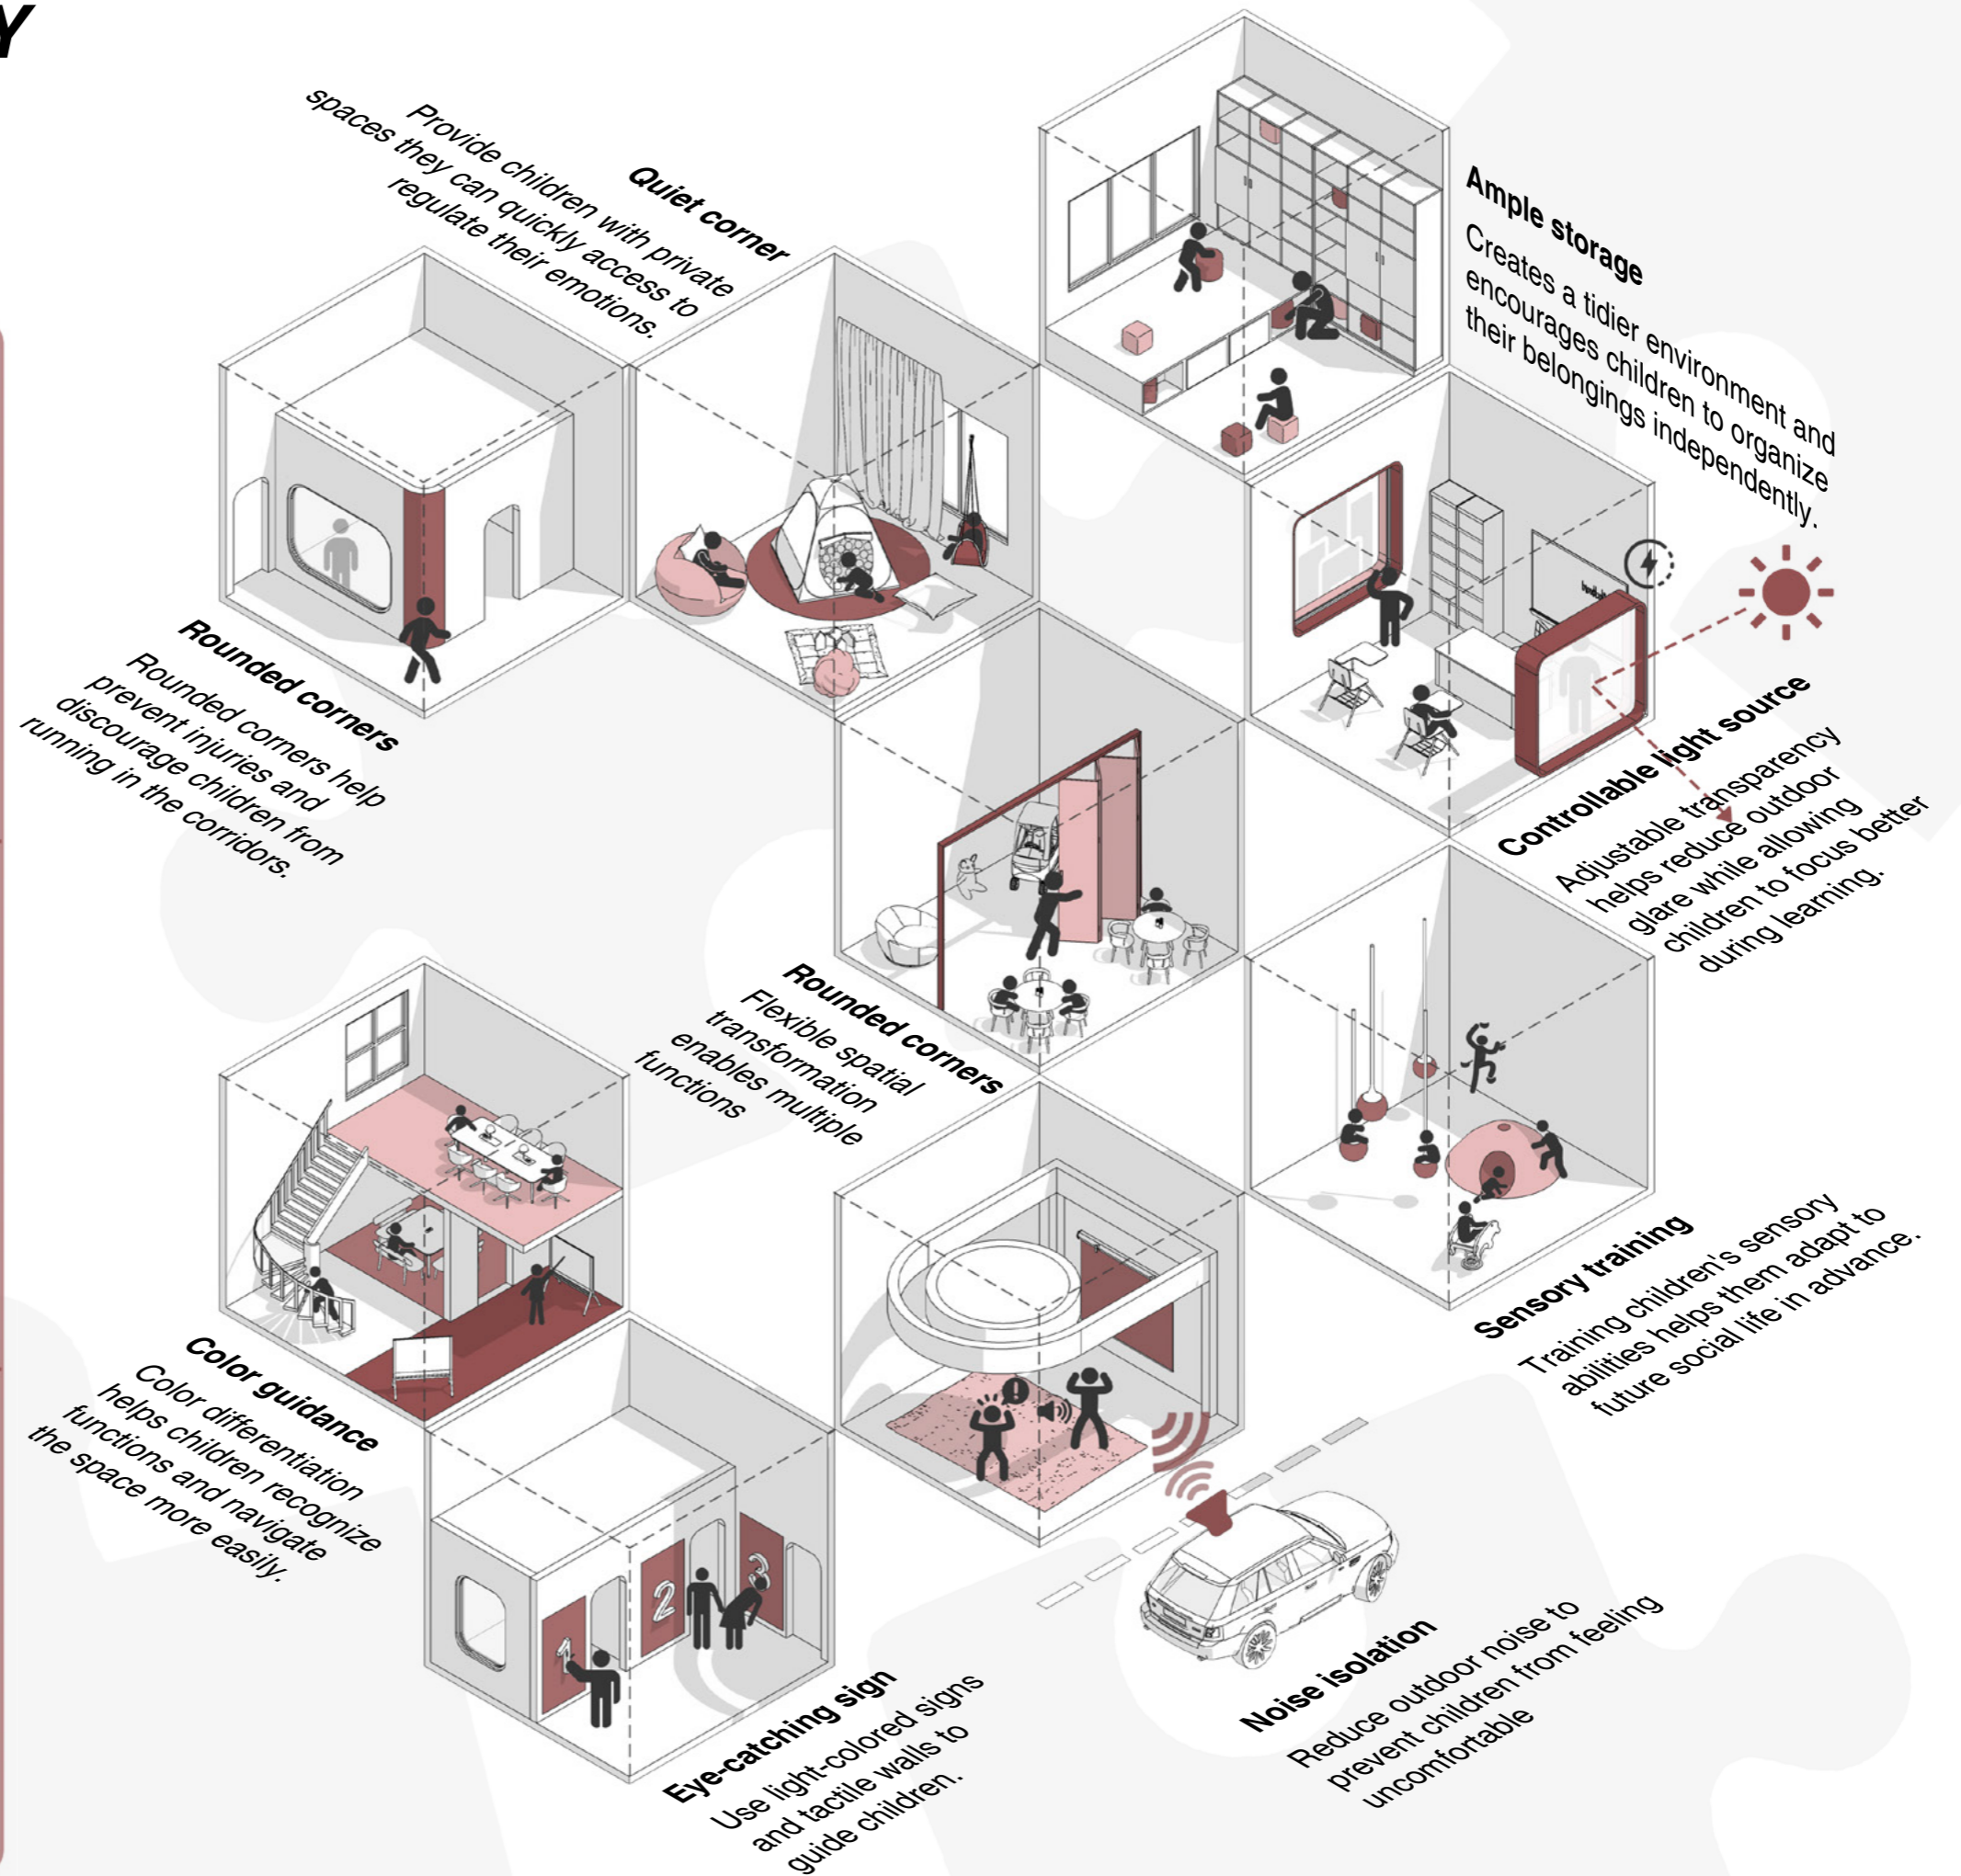 Y
Quiet corner
Provide children with private
spaces they can quickly access to
regulate their emotions.
Ample storage
Creates a tidier environment and
encourages children to organize
their belongings independently.
Rounded corners
Rounded corners help
prevent injuries and
discourage children from
running in the corridors.
Controllable light source
Adjustable transparency
helps reduce outdoor
glare while allowing
children to focus better
during learning.
Rounded corners
Flexible spatial
transformation
enables multiple
functions
Sensory training
Training children's sensory
abilities helps them adapt to
future social life in advance.
Color guidance
Color differentiation
helps children recognize
functions and navigate
the space more easily.
1
2
3
Eye-catching sign
Use light-colored signs
and tactile walls to
guide children.
Noise isolation
Reduce outdoor noise to
prevent children from feeling
uncomfortable